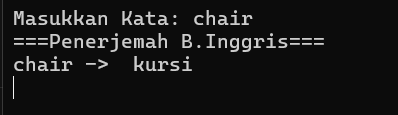 Masukkan Kata: chair
===Penerjemah B.Inggris===
chair —>  kursi